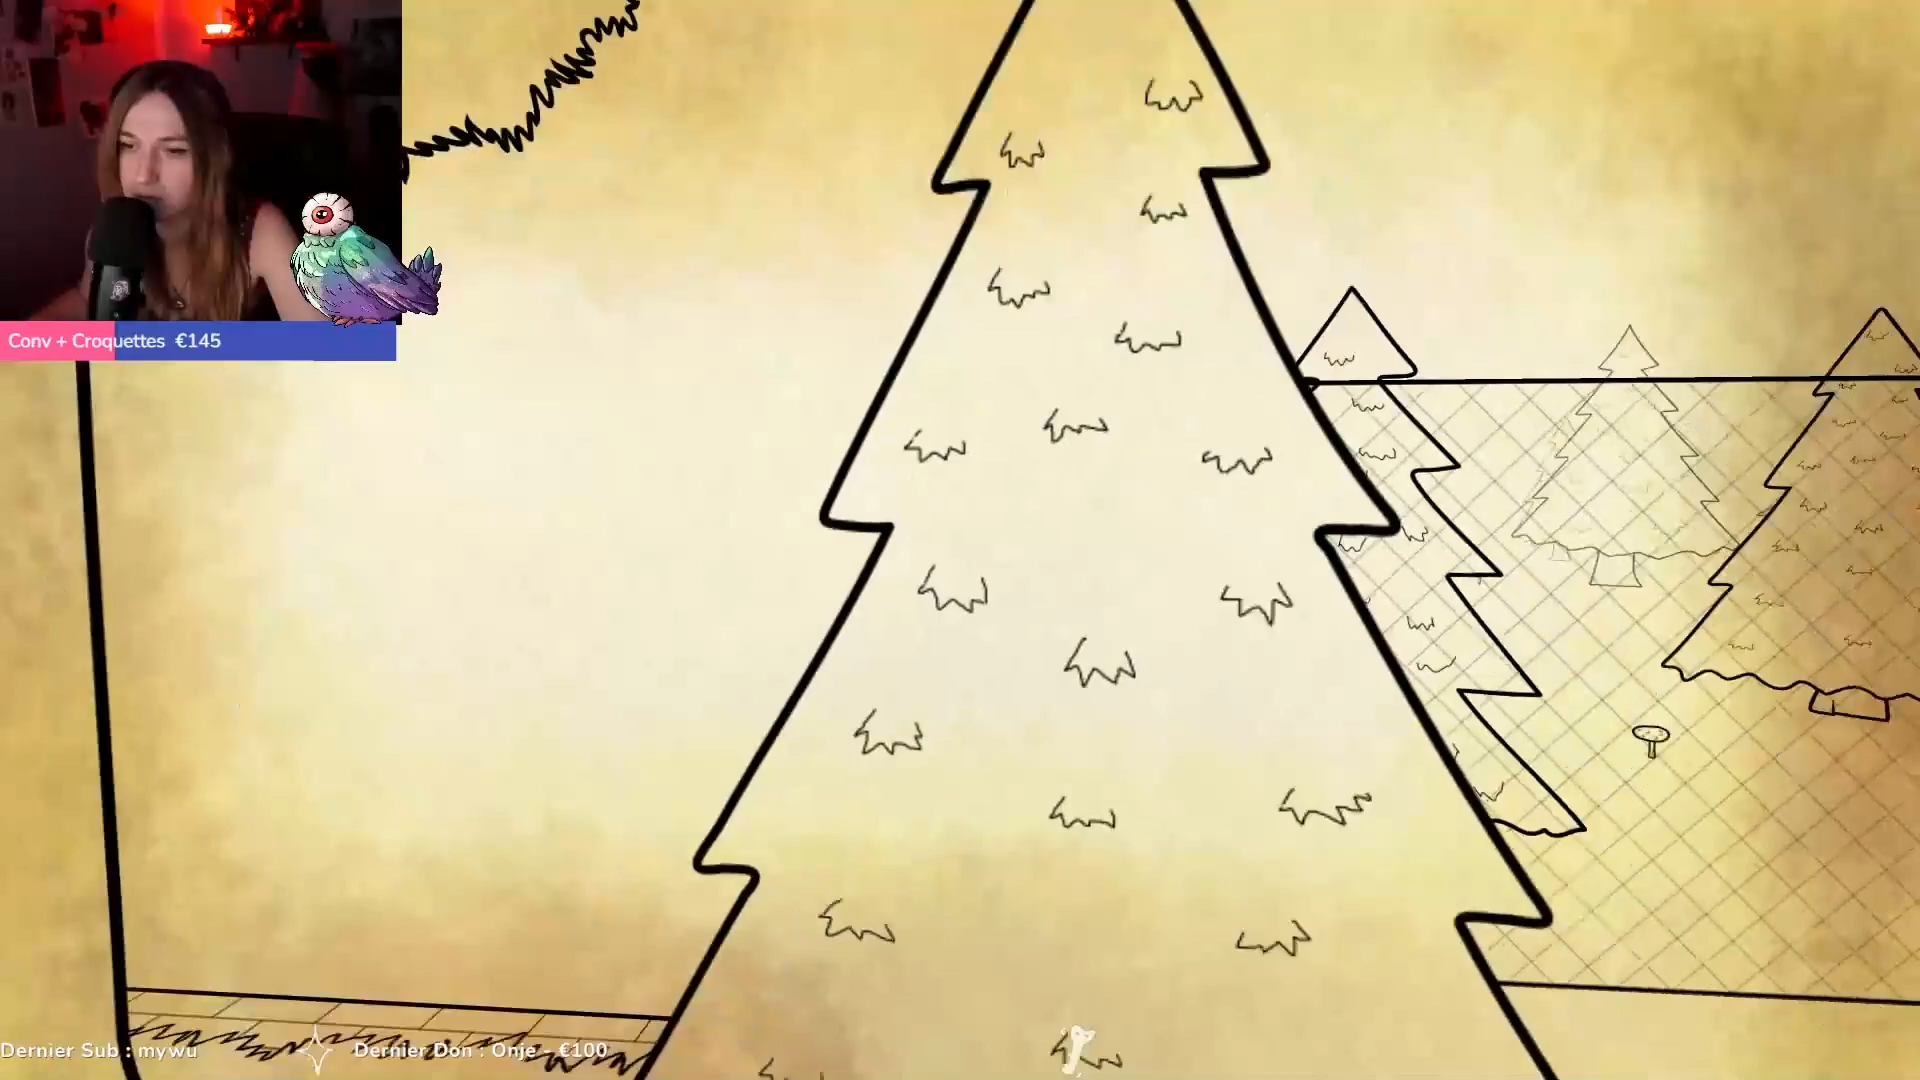 Conv + Croquettes €145
Dernier Sub : mywu
Dernier Don : Onje - €100